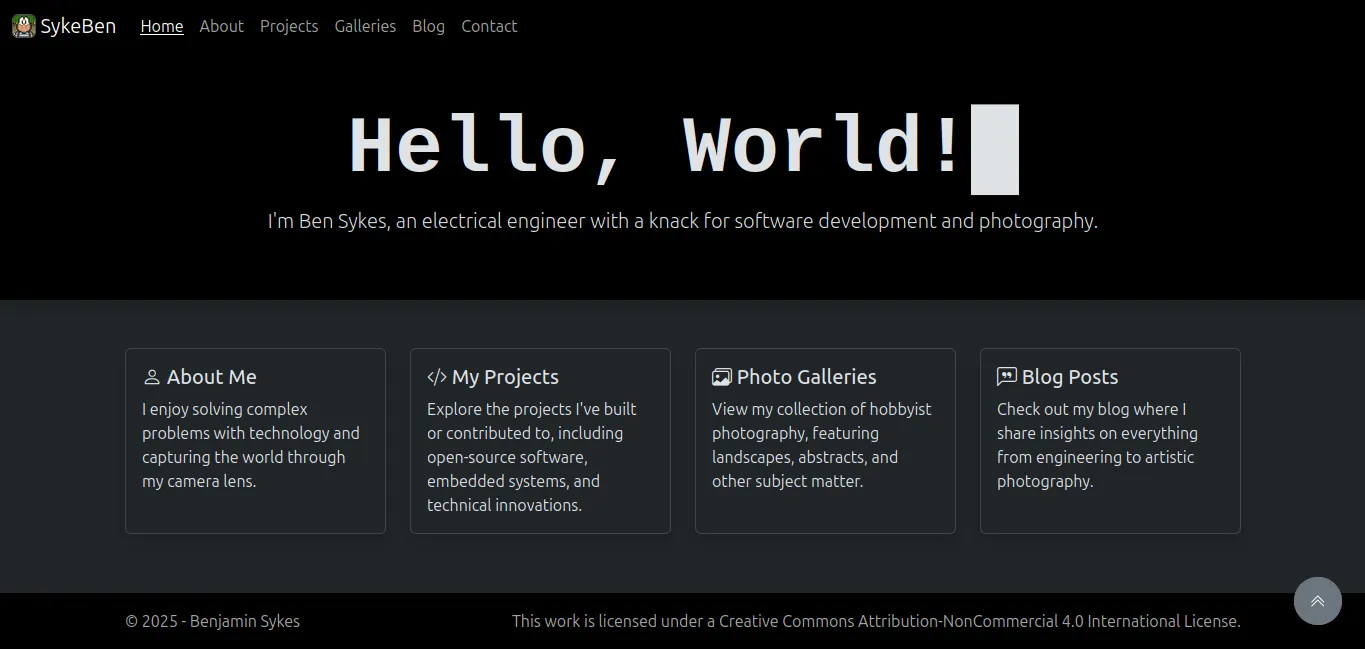 SykeBen Home About Projects Galleries Blog Contact
Hello, World!
I'm Ben Sykes, an electrical engineer with a knack for software development and photography.
About Me
I enjoy solving complex
problems with technology and
capturing the world through
my camera lens.
My Projects
Explore the projects I've built
or contributed to, including
open-source software,
embedded systems, and
technical innovations.
Photo Galleries
View my collection of hobbyist
photography, featuring
landscapes, abstracts, and
other subject matter.
Blog Posts
Check out my blog where I
share insights on everything
from engineering to artistic
photography.
© 2025 - Benjamin Sykes
This work is licensed under a Creative Commons Attribution-NonCommercial 4.0 International License.